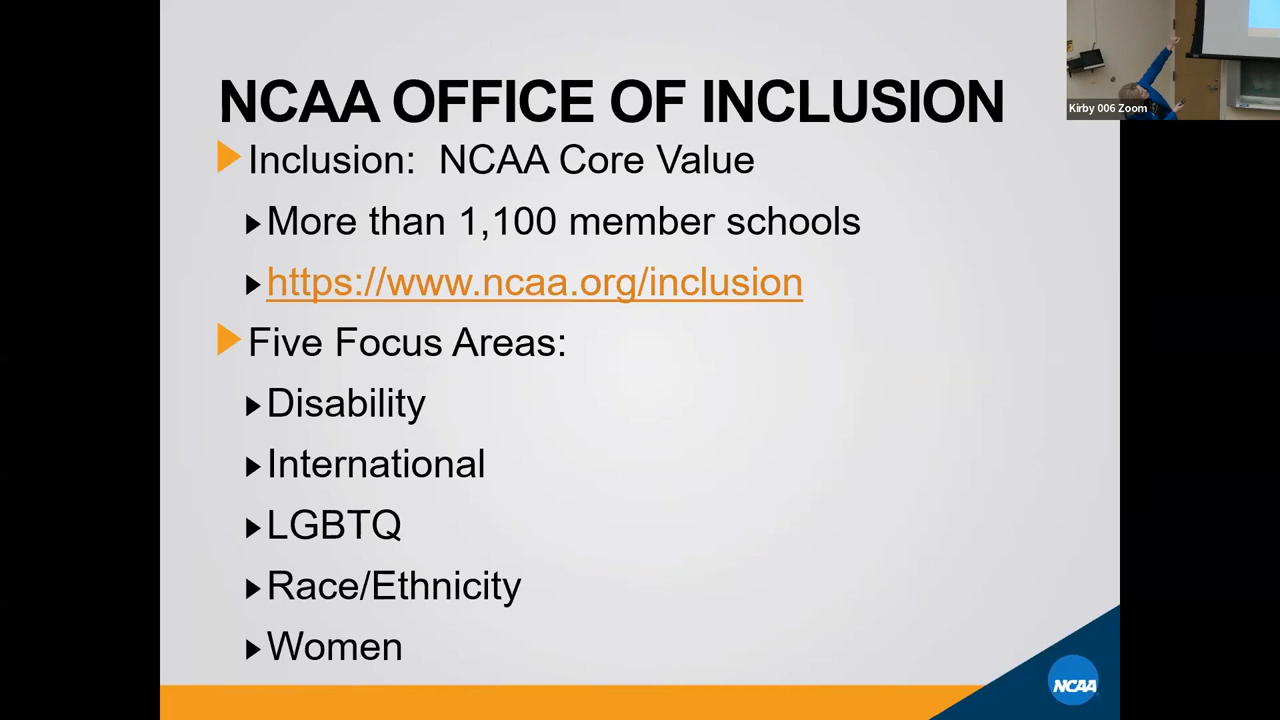 NCAA OFFICE OF INCLUSION
Inclusion:  NCAA Core Value
More than 1,100 member schools
https://www.ncaa.org/inclusion
Five Focus Areas:
Disability
International
LGBTQ
Race/Ethnicity
Women
NCAA
Kirby 006 Zoom